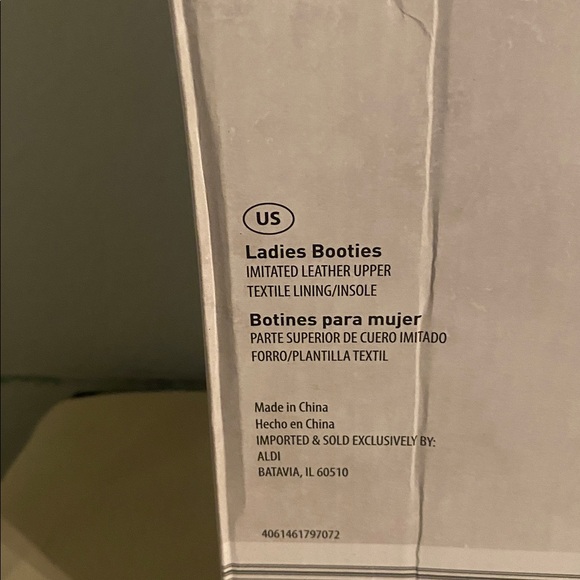 US
Ladies Booties
IMITATED LEATHER UPPER
TEXTILE LINING/INSOLE
Botines para mujer
PARTE SUPERIOR DE CUERO IMITADO
FORRO/PLANTILLA TEXTIL
Made in China
Hecho en China
IMPORTED & SOLD EXCLUSIVELY BY:
ALDI
BATAVIA, IL 60510
4061461797072